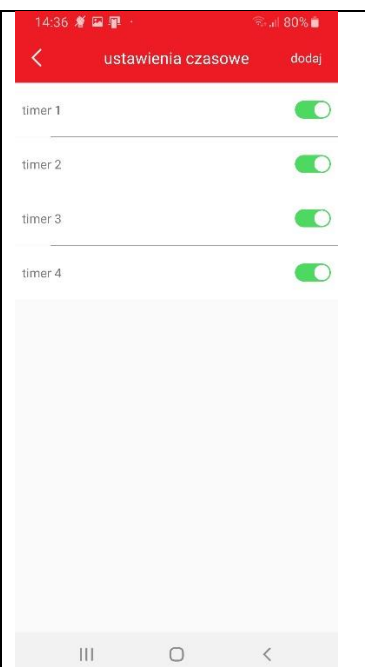 14:36 80%
ustawienia czasowe dodaj
timer 1
timer 2
timer 3
timer 4